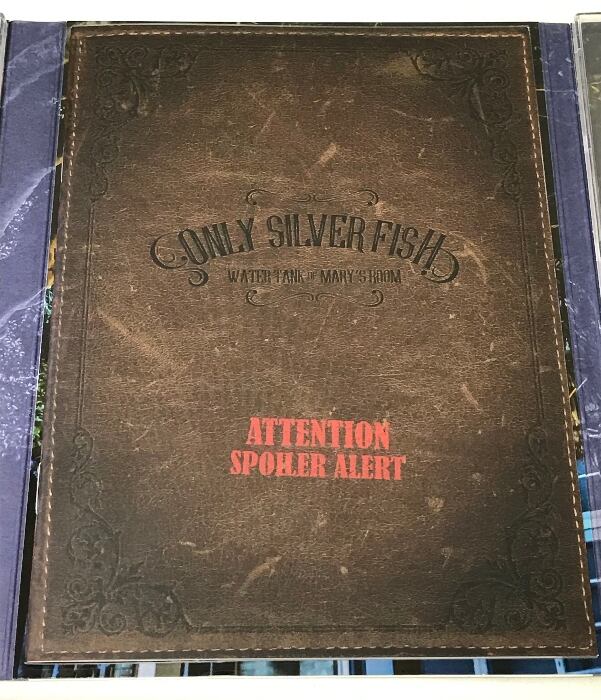 ONLY SILVER FISH
WATER TANK OF MARY'S ROOM
ATTENTION
SPOILER ALERT